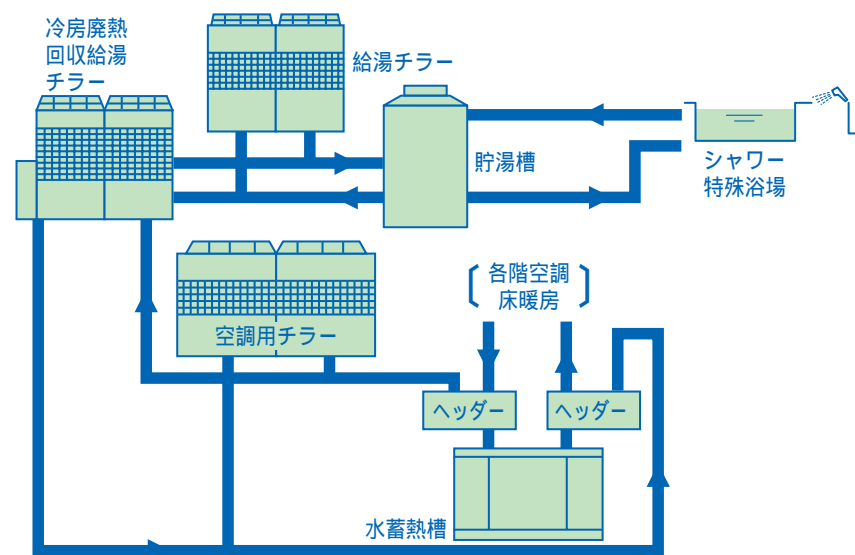 冷房廃熱
回収給湯
チラー
給湯チラー
貯湯槽
シャワー
特殊浴場
各階空調
床暖房
空調用チラー
ヘッダー
ヘッダー
水蓄熱槽